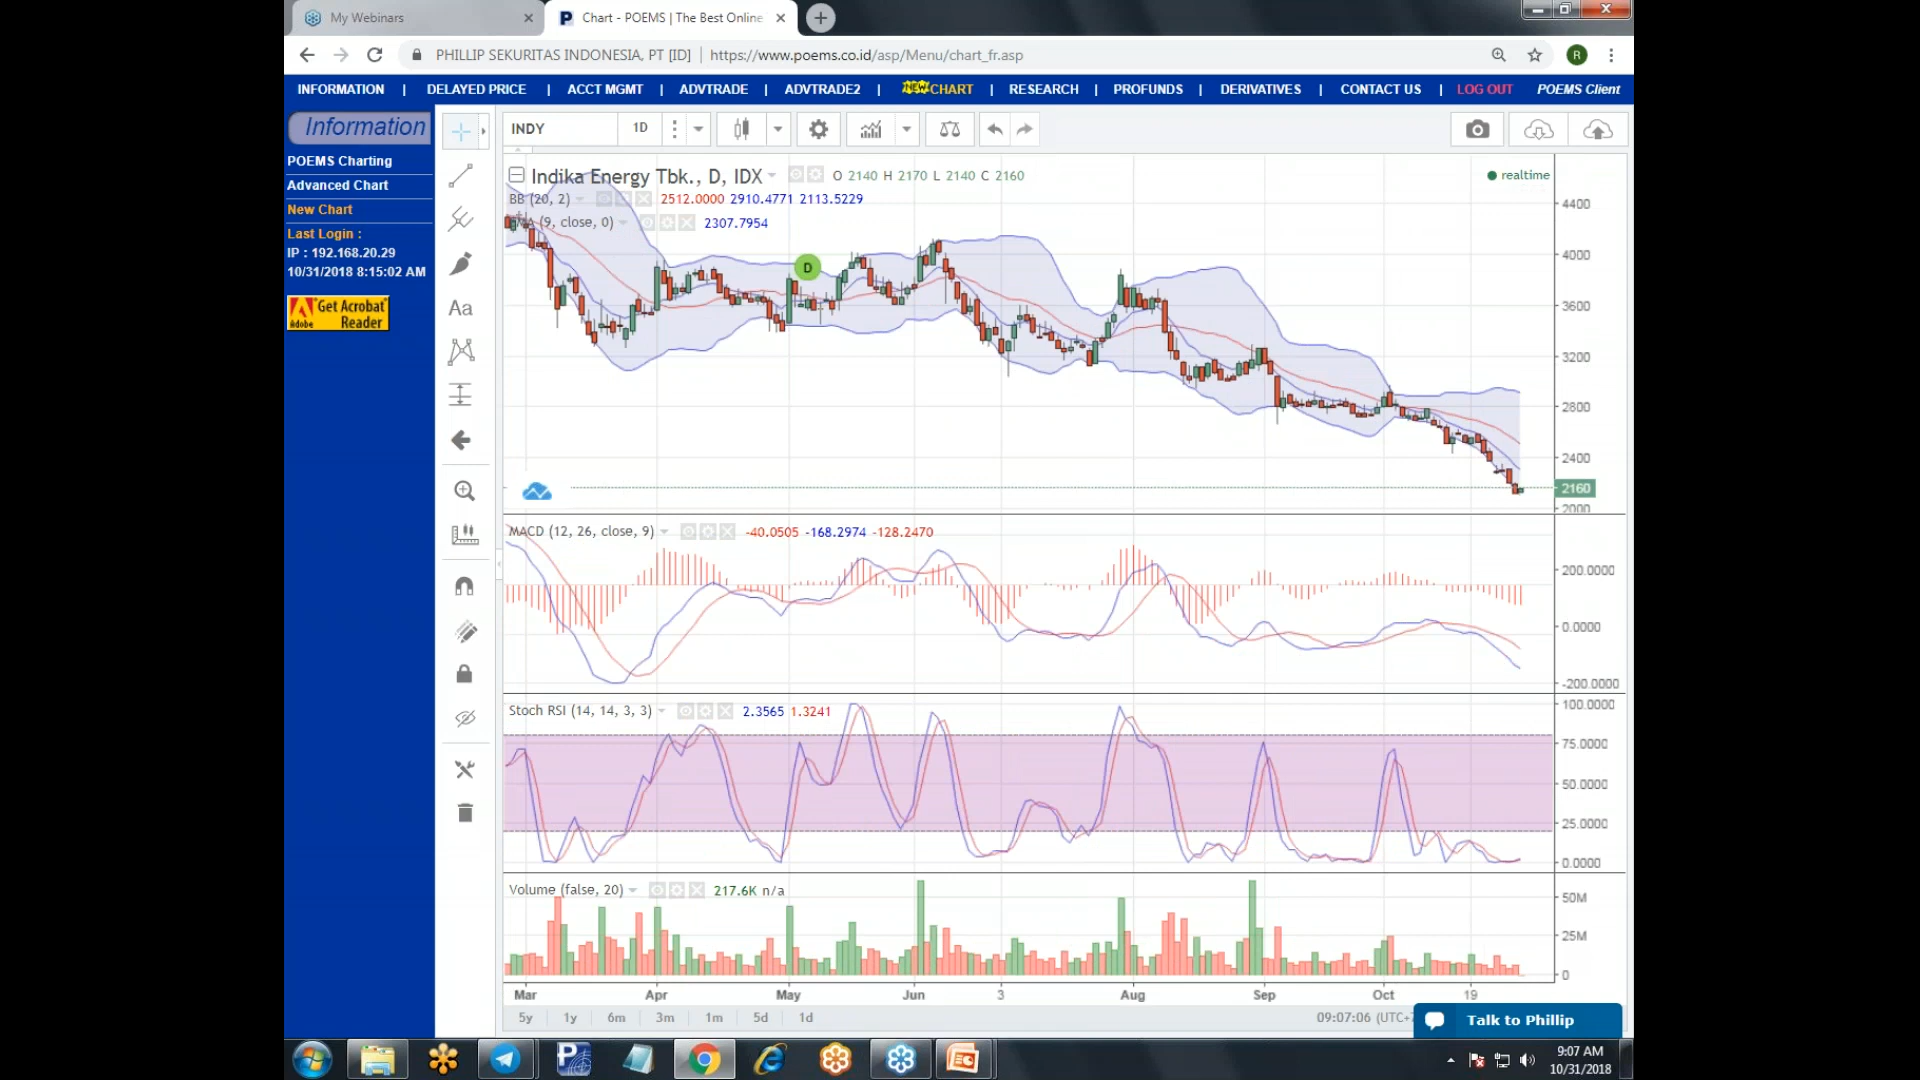 My Webinars
Chart - POEMS | The Best Online
PHILLIP SEKURITAS INDONESIA, PT [ID] | https://www.poems.co.id/asp/Menu/chart_fr.asp
R
INFORMATION | DELAYED PRICE | ACCT MGMT | ADVTRADE | ADVTRADE2 | NEW CHART | RESEARCH | PROFUNDS | DERIVATIVES | CONTACT US | LOG OUT POEMS Client
Information
POEMS Charting
Advanced Chart
New Chart
Last Login :
IP : 192.168.20.29
10/31/2018 8:15:02 AM
Get Acrobat
Adobe Reader
Aa
INDY 1D
Indika Energy Tbk., D, IDX O 2140 H 2170 L 2140 C 2160
realtime
BB (20, 2) 2512.0000 2910.4771 2113.5229
(9, close, 0) 2307.7954
D
4400
4000
3600
3200
2800
2400
2160
2000
MACD (12, 26, close, 9) -40.0505 -168.2974 -128.2470
200.0000
0.0000
-200.0000
Stoch RSI (14, 14, 3, 3) 2.3565 1.3241
100.0000
75.0000
50.0000
25.0000
0.0000
Volume (false, 20) 217.6K n/a
50M
25M
0
Mar Apr May Jun 3 Aug Sep Oct 19
5y 1y 6m 3m 1m 5d 1d
09:07:06 (UTC+
Talk to Phillip
9:07 AM
10/31/2018